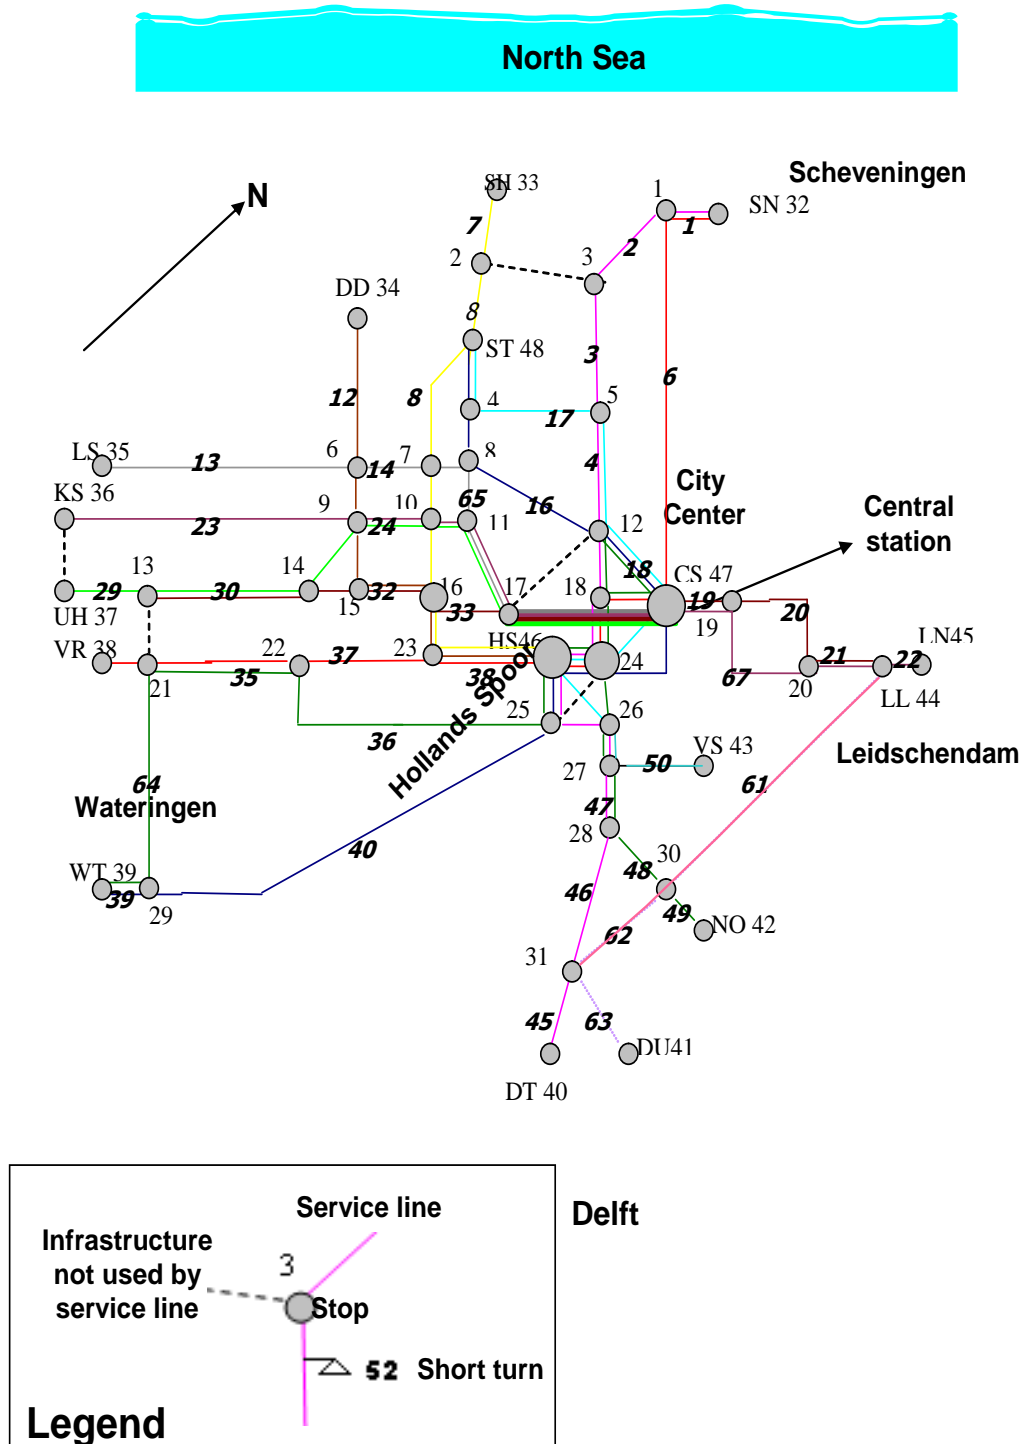 North Sea
Scheveningen
N
SH 33
1
SN 32
7
2
1
2
3
DD 34
8
ST 48
3
6
12
8
4
5
17
LS 35
6
7
8
4
13
14
City
Center
KS 36
9
10
65
11
16
12
Central
station
23
24
13
14
15
16
17
18
18
CS 47
29
30
32
33
19
19
20
UH 37
HS46
VR 38
22
37
23
38
24
21
22
LN45
21
35
67
20
LL 44
Hollands Spoor
25
26
36
27
50
VS 43
Leidschendam
64
Wateringen
47
61
40
28
48
30
WT 39
39
29
46
49
NO 42
62
31
45
63
DU41
DT 40
Service line
Delft
Infrastructure
not used by
service line
3
Stop
52 Short turn
Legend